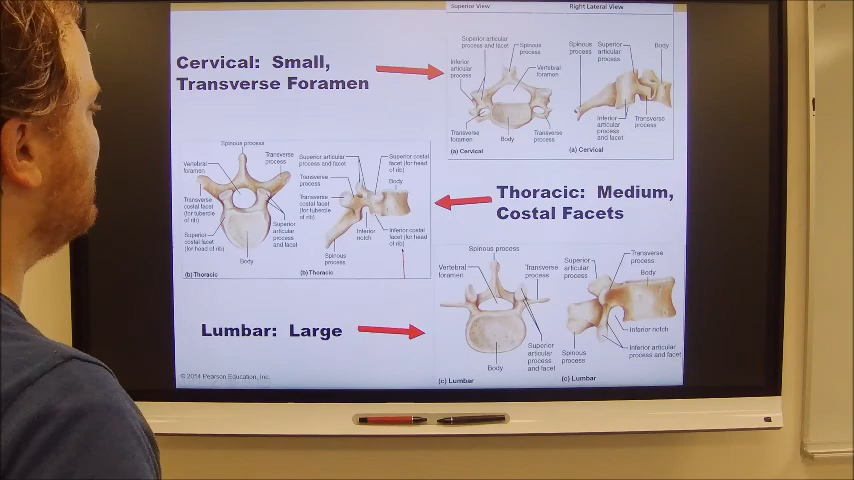 Superior View
Right Lateral View
Cervical: Small,
Transverse Foramen
Superior articular
process and facet
Spinous
process
Inferior
articular
process
Vertebral
foramen
Transverse
foramen
Body
Transverse
process
(a) Cervical
Spinous
process
Superior
articular
process
Body
Inferior
articular
process
and facet
Transverse
process
(a) Cervical
Spinous process
Vertebral
foramen
Transverse
process
Transverse
costal facet
(for tubercle
of rib)
Superior costal
facet
(for head of rib)
Superior
articular
process
and facet
Body
(b) Thoracic
Superior articular
process and facet
Transverse
process
Transverse
costal facet
(for tubercle
of rib)
Superior costal
facet (for head
of rib)
Body
Inferior
notch
Inferior costal
facet (for head
of rib)
Spinous
process
(b) Thoracic
Thoracic: Medium,
Costal Facets
Lumbar: Large
Spinous process
Vertebral
foramen
Transverse
process
Superior
articular
process
and facet
Body
(c) Lumbar
Superior
articular
process
Transverse
process
Body
Inferior notch
Inferior articular
process and facet
Spinous
process
(c) Lumbar
© 2014 Pearson Education, Inc.